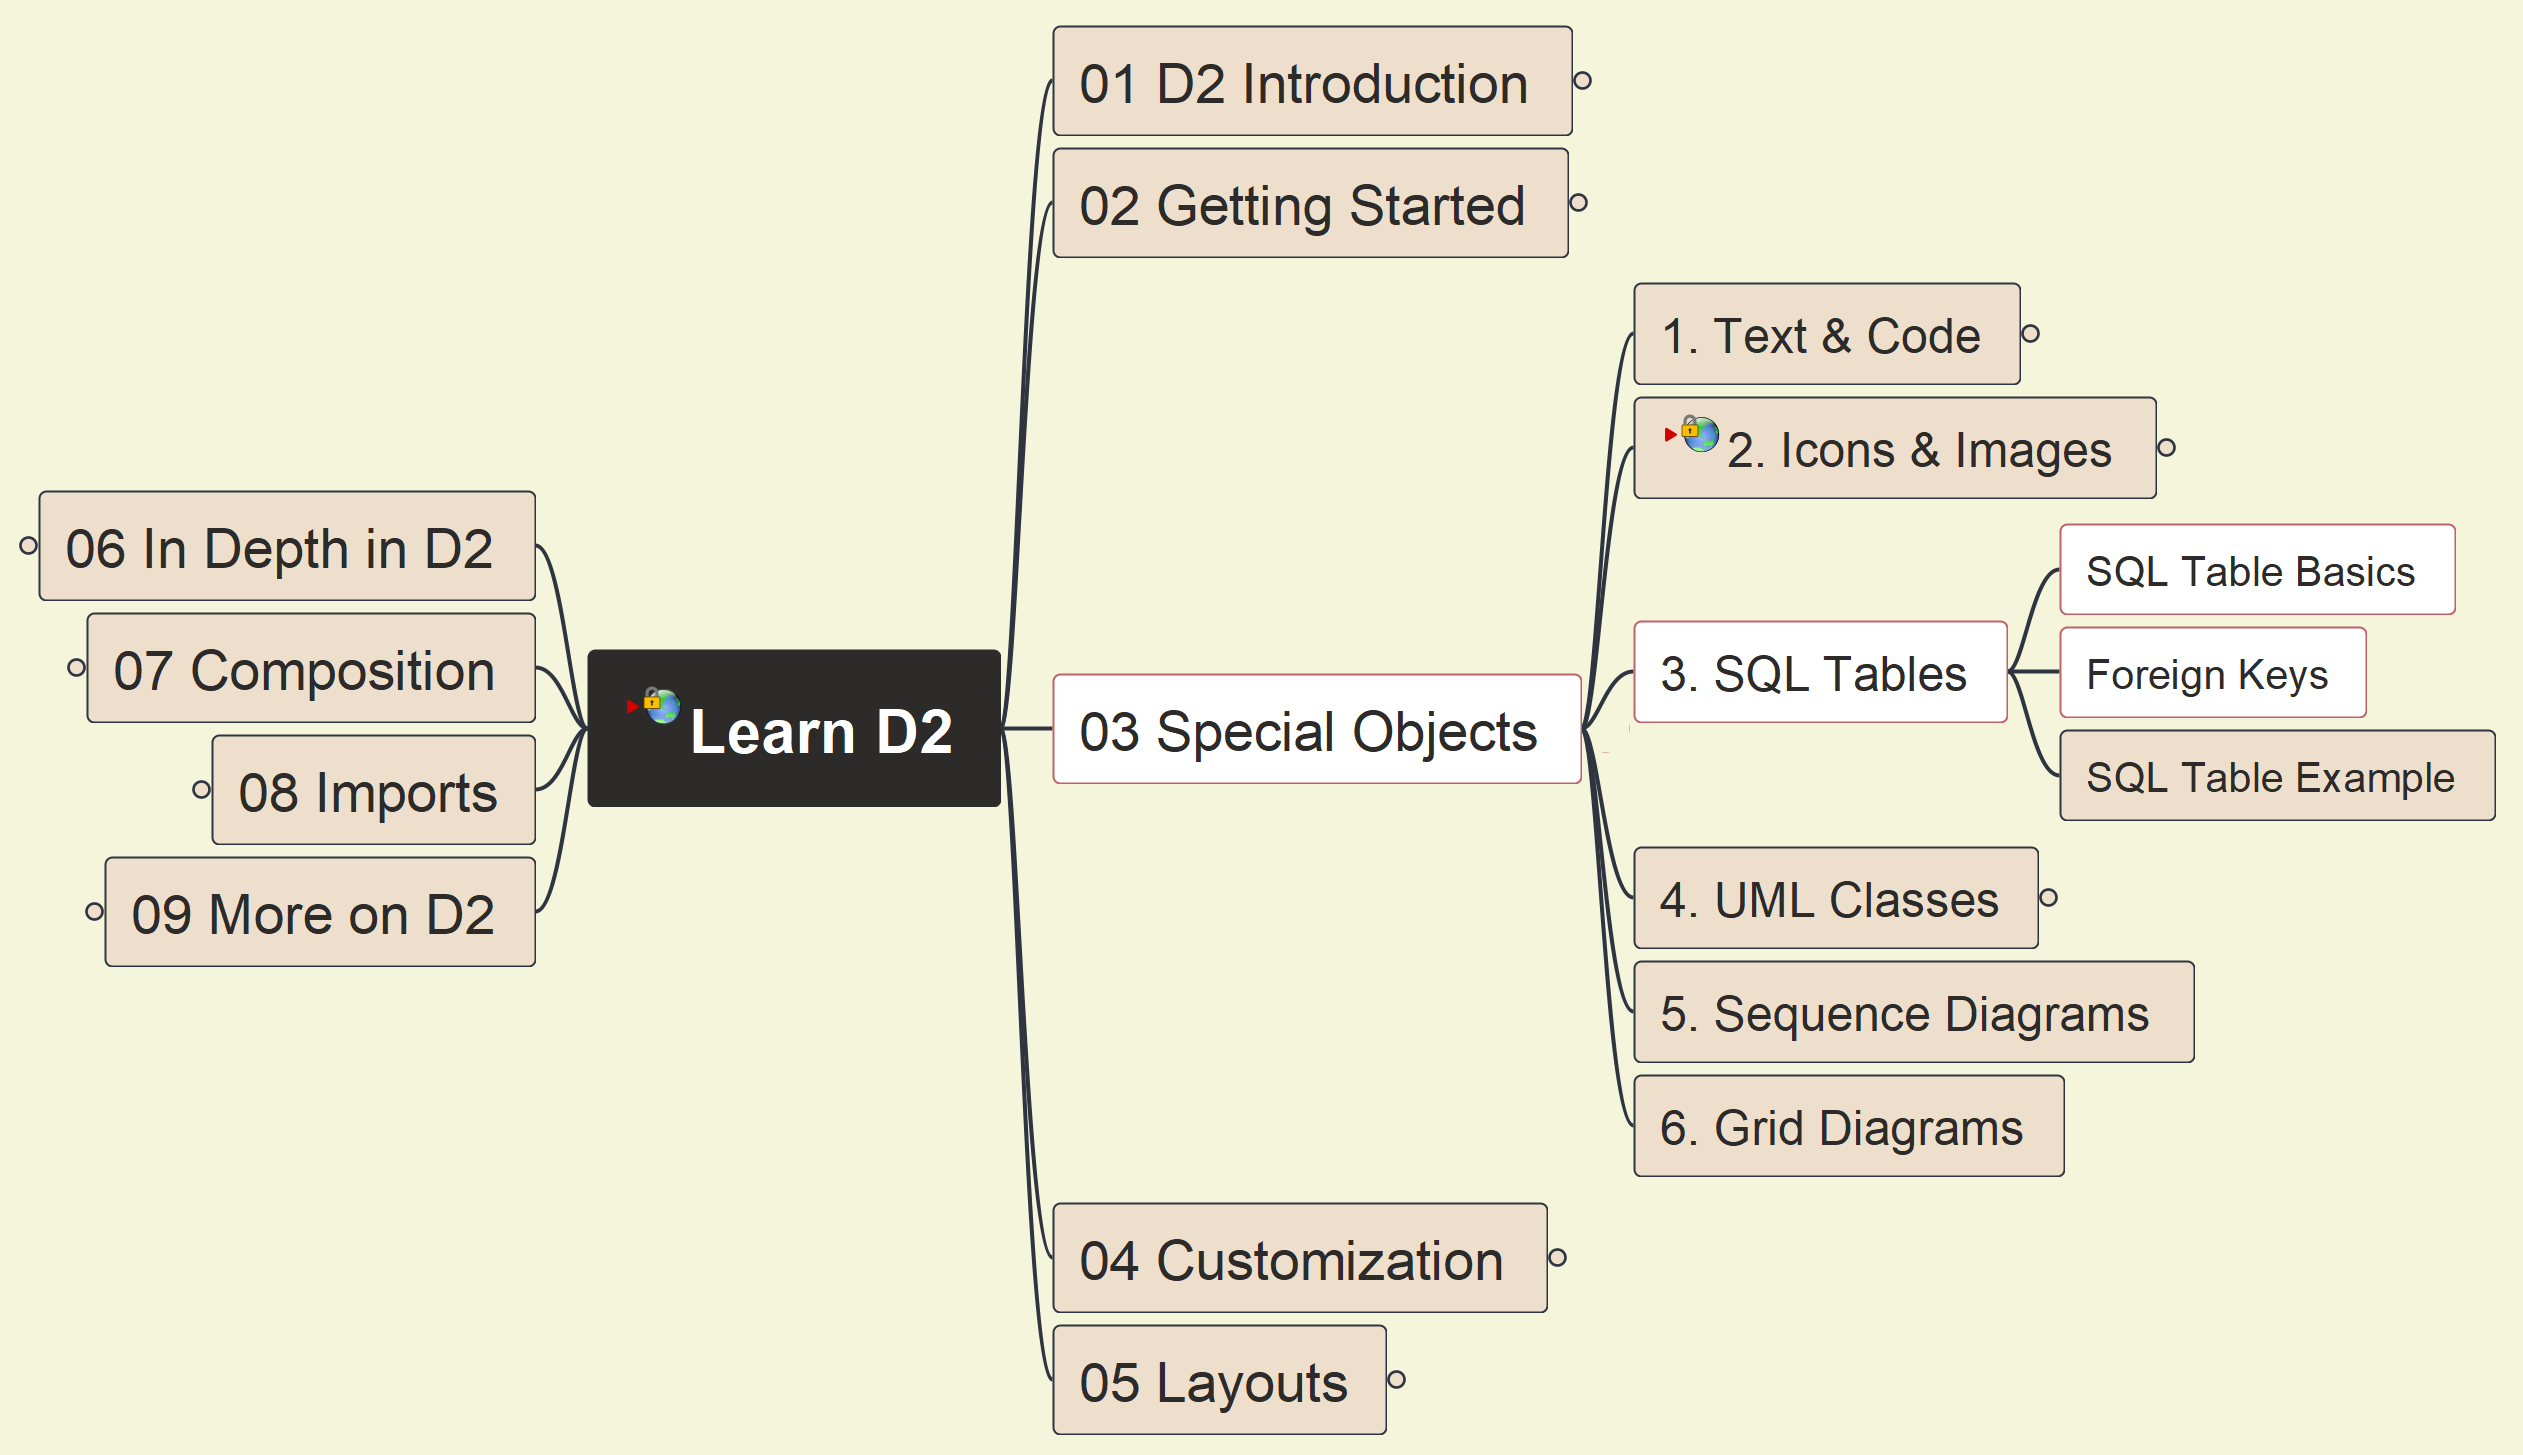 01 D2 Introduction
02 Getting Started
1. Text & Code
2. Icons & Images
SQL Table Basics
3. SQL Tables
Foreign Keys
SQL Table Example
03 Special Objects
4. UML Classes
5. Sequence Diagrams
6. Grid Diagrams
04 Customization
05 Layouts
Learn D2
06 In Depth in D2
07 Composition
08 Imports
09 More on D2